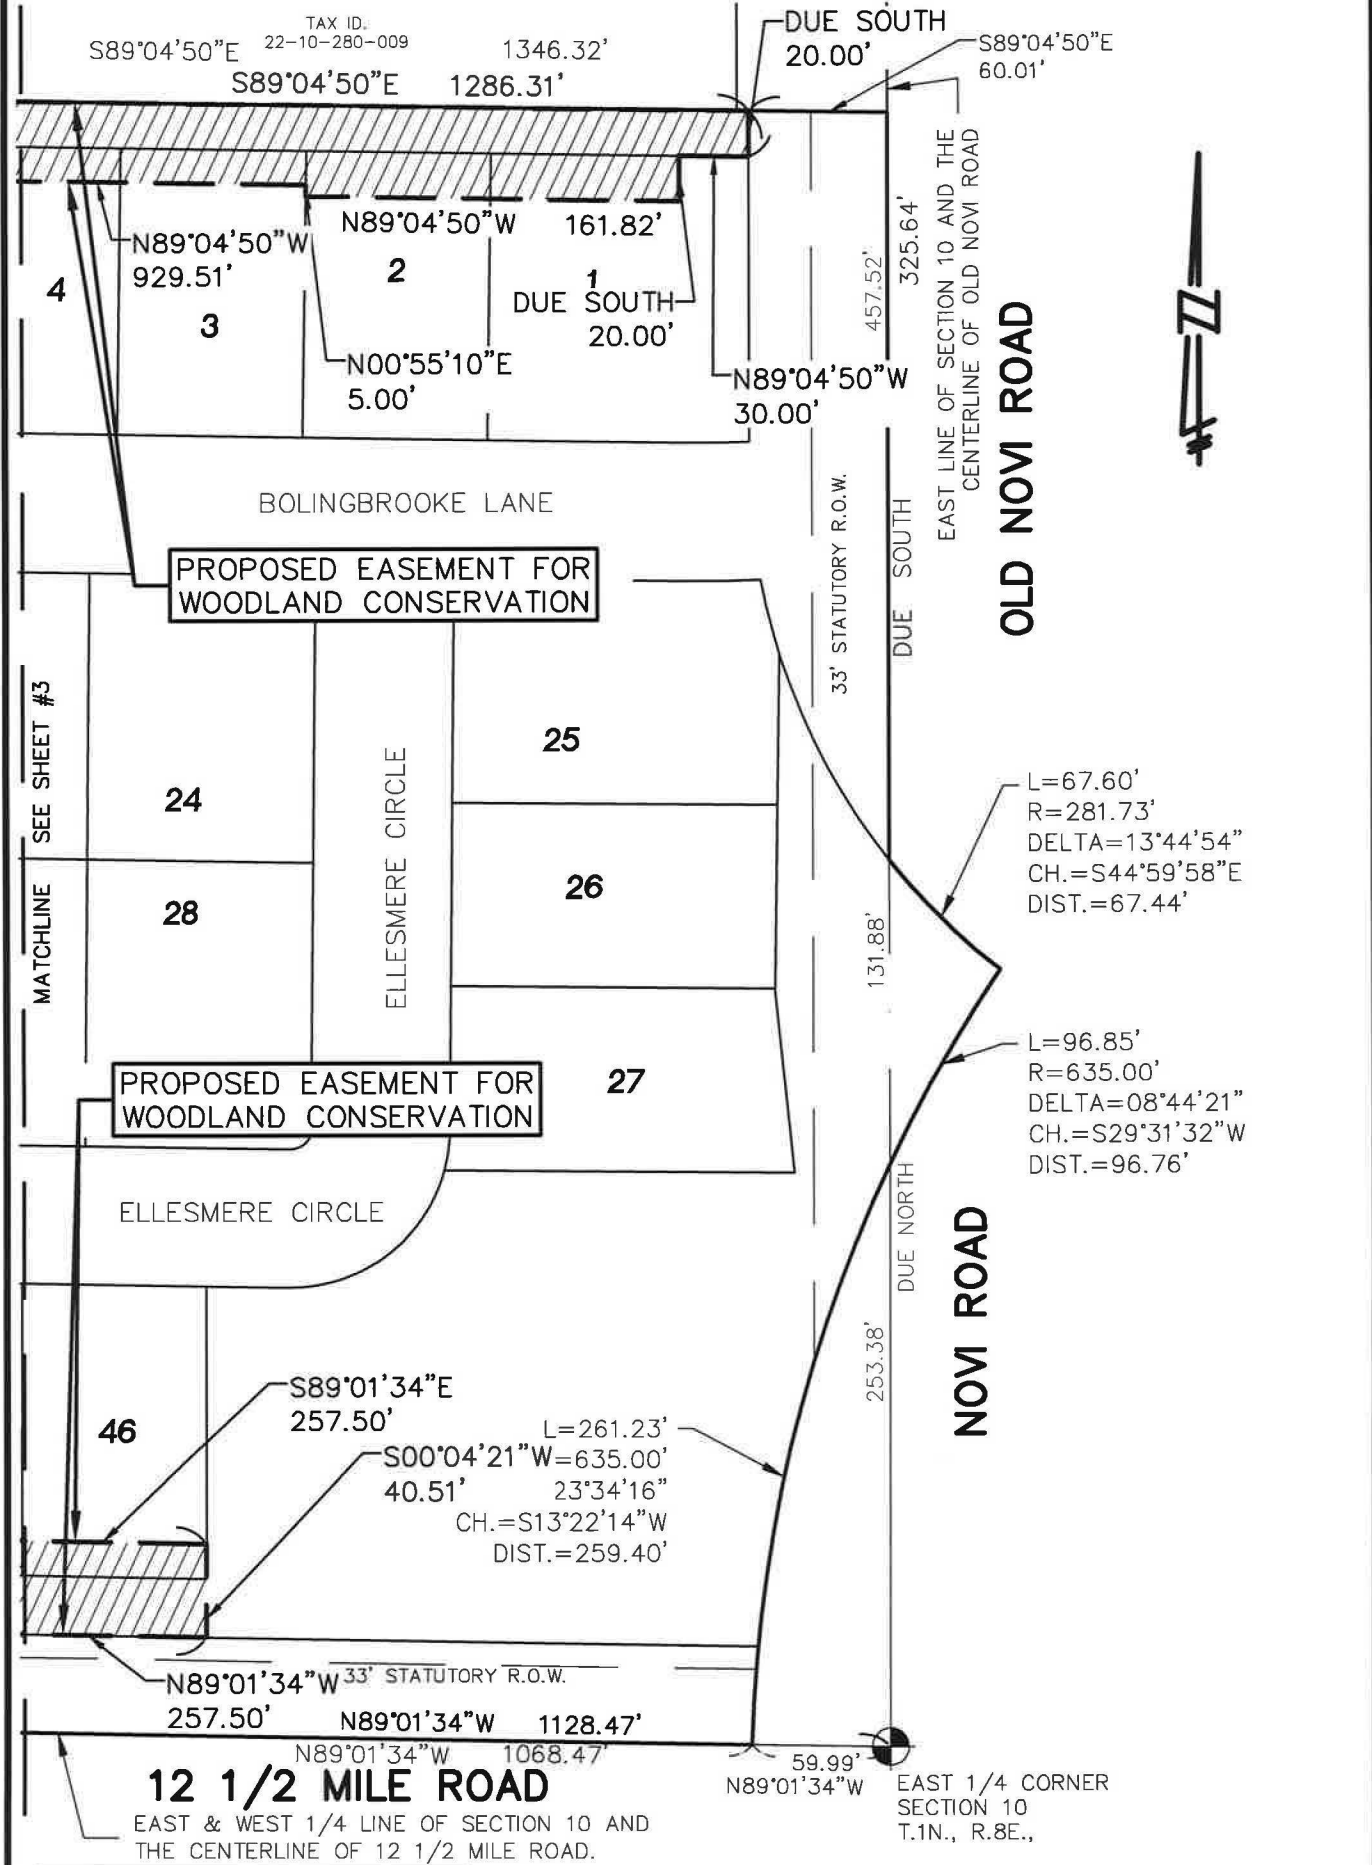 TAX ID.
22-10-280-009
S89°04'50"E 1346.32'
S89°04'50"E 1286.31'
DUE SOUTH
20.00'
S89°04'50"E
60.01'
N89°04'50"W
929.51'
N89°04'50"W 161.82'
4
3
2
1
DUE SOUTH
20.00'
N00°55'10"E
5.00'
N89°04'50"W
30.00'
457.52'
325.64'
EAST LINE OF SECTION 10 AND THE
CENTERLINE OF OLD NOVI ROAD
OLD NOVI ROAD
BOLINGBROOKE LANE
33' STATUTORY R.O.W.
DUE SOUTH
PROPOSED EASEMENT FOR
WOODLAND CONSERVATION
MATCHLINE SEE SHEET #3
24
25
ELLESMERE CIRCLE
26
28
L=67.60'
R=281.73'
DELTA=13°44'54"
CH.=S44°59'58"E
DIST.=67.44'
131.88'
L=96.85'
R=635.00'
DELTA=08°44'21"
CH.=S29°31'32"W
DIST.=96.76'
PROPOSED EASEMENT FOR
WOODLAND CONSERVATION
27
ELLESMERE CIRCLE
DUE NORTH
NOVI ROAD
253.38'
46
S89°01'34"E
257.50'
S00°04'21"W
40.51'
L=261.23'
=635.00'
23°34'16"
CH.=S13°22'14"W
DIST.=259.40'
N89°01'34"W
257.50'
33' STATUTORY R.O.W.
N89°01'34"W 1128.47'
N89°01'34"W 1068.47'
59.99'
N89°01'34"W
12 1/2 MILE ROAD
EAST & WEST 1/4 LINE OF SECTION 10 AND
THE CENTERLINE OF 12 1/2 MILE ROAD.
EAST 1/4 CORNER
SECTION 10
T.1N., R.8E.,